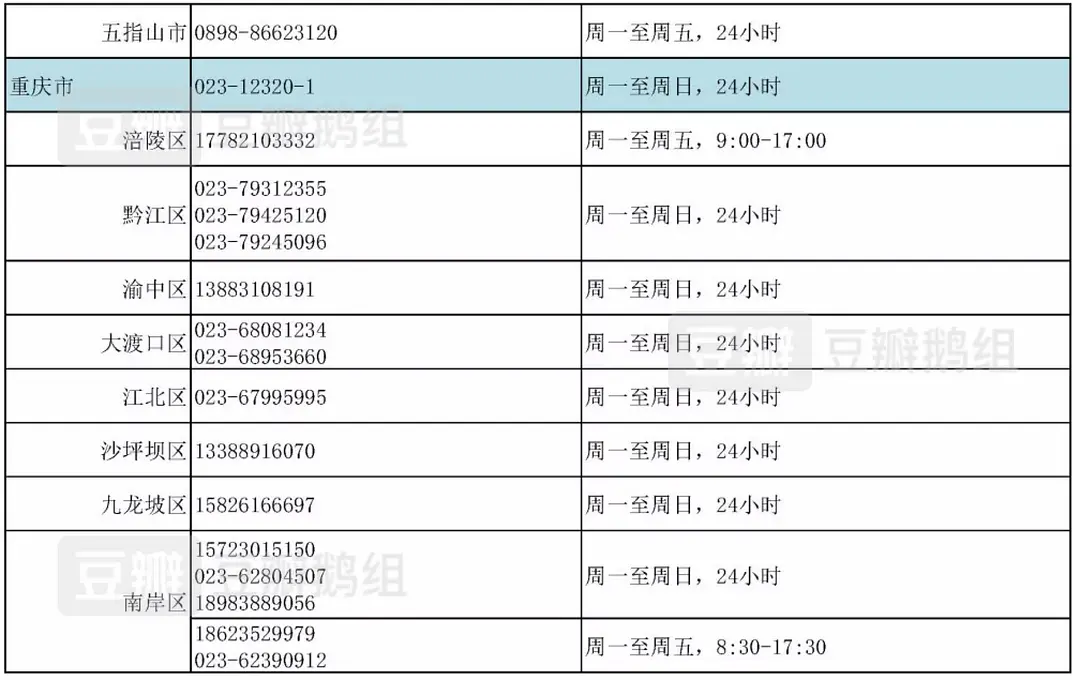 五指山市 0898-86623120 周一至周五，24小时
重庆市 023-12320-1 周一至周日，24小时
豆瓣 豆瓣鹅组
涪陵区 17782103332 周一至周五，9:00-17:00
023-79312355
黔江区 023-79425120 周一至周日，24小时
023-79245096
渝中区 13883108191 周一至周日，24小时
023-68081234
大渡口区 周一至周日，24小时
023-68953660
豆瓣 豆瓣鹅组
江北区 023-67995995 周一至周日，24小时
沙坪坝区 13388916070 周一至周日，24小时
九龙坡区 15826166697 周一至周日，24小时
15723015150
023-62804507 周一至周日，24小时
豆瓣 豆瓣鹅组
南岸区 18983889056
18623529979
周一至周五，8:30-17:30
023-62390912